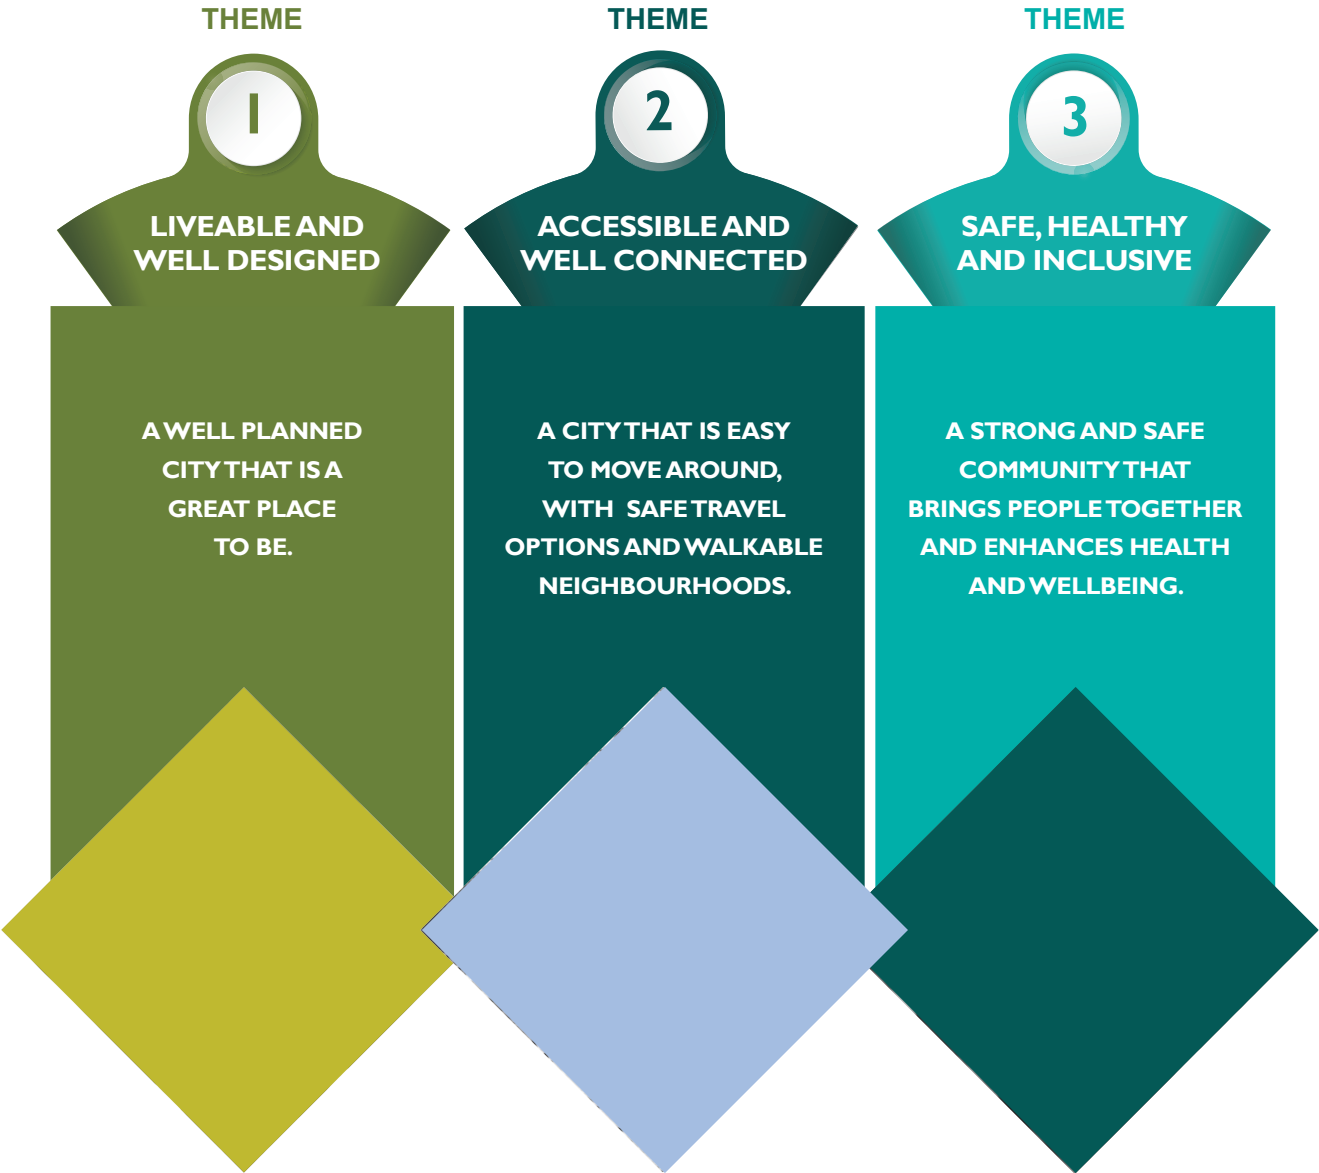 THEME
1
LIVEABLE AND
WELL DESIGNED
A WELL PLANNED
CITY THAT IS A
GREAT PLACE
TO BE.
THEME
2
ACCESSIBLE AND
WELL CONNECTED
A CITY THAT IS EASY
TO MOVE AROUND,
WITH SAFE TRAVEL
OPTIONS AND WALKABLE
NEIGHBOURHOODS.
THEME
3
SAFE, HEALTHY
AND INCLUSIVE
A STRONG AND SAFE
COMMUNITY THAT
BRINGS PEOPLE TOGETHER
AND ENHANCES HEALTH
AND WELLBEING.